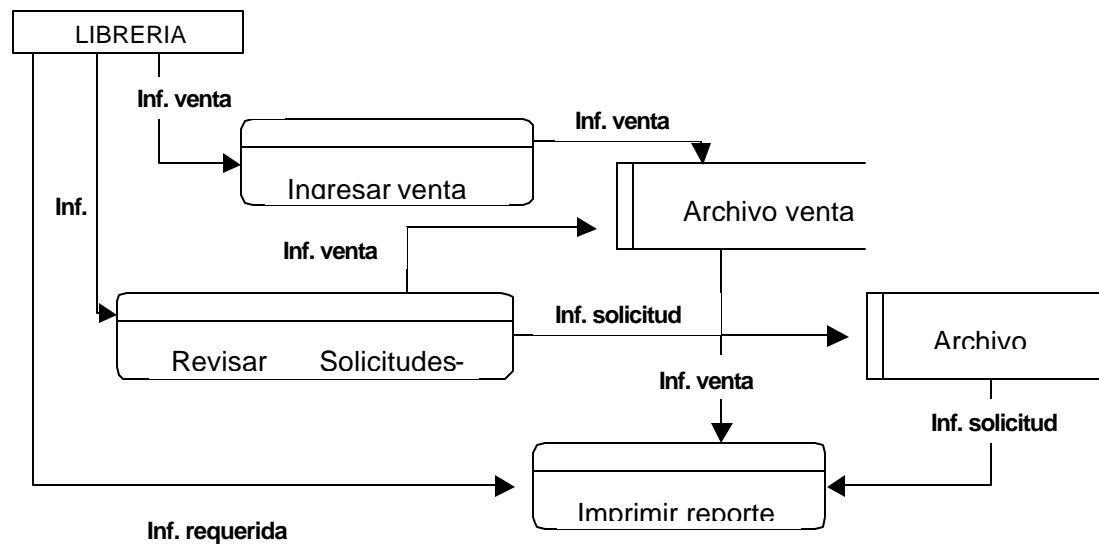 LIBRERIA
Inf. venta
Inf. venta
Ingresar venta
Inf.
Archivo venta
Inf. venta
Inf. solicitud
Revisar Solicitudes-
Archivo
Inf. venta
Inf. solicitud
Imprimir reporte
Inf. requerida